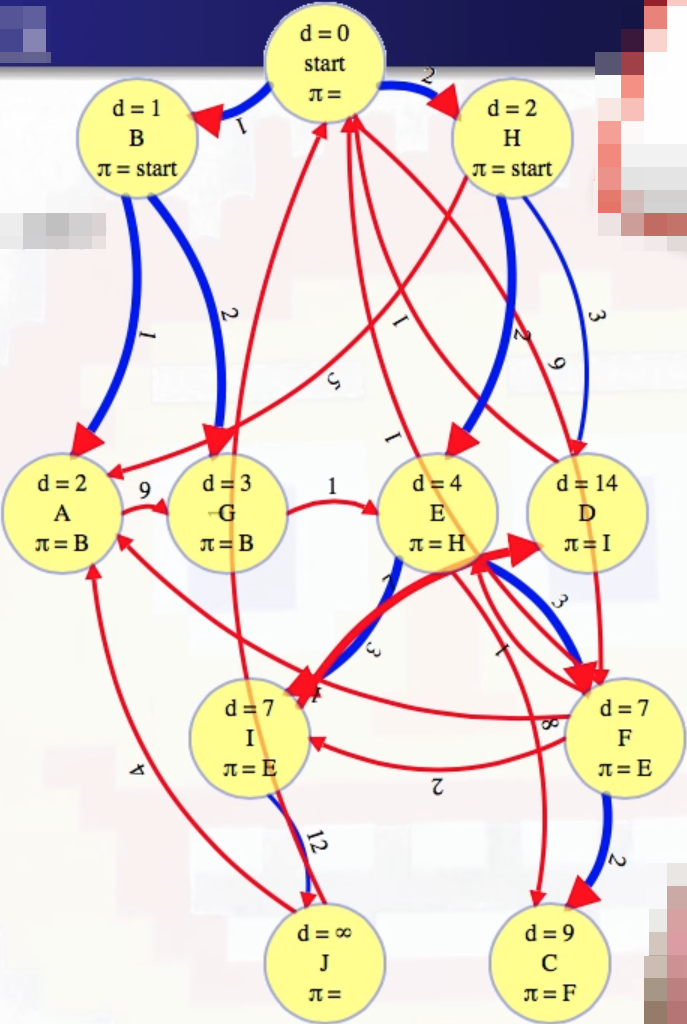 d = 0
start
π =
1
2
d = 1
B
π = start
d = 2
H
π = start
1
2
1
2
3
5
9
1
d = 2
A
π = B
9
d = 3
G
π = B
1
d = 4
E
π = H
d = 14
D
π = I
3
3
1
d = 7
I
π = E
8
d = 7
F
π = E
2
4
12
2
d = ∞
J
π =
d = 9
C
π = F